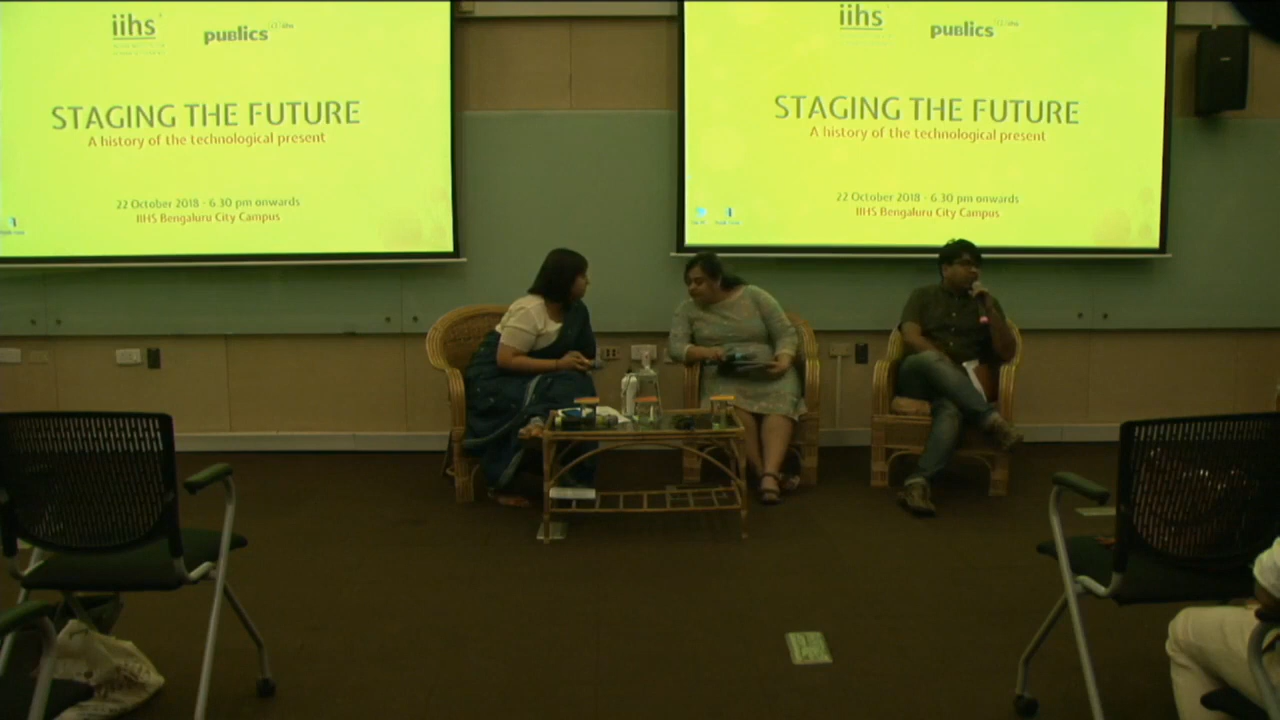 iihs
publics
STAGING THE FUTURE
A history of the technological present
22 October 2018 - 6.30 pm onwards
IIHS Bengaluru City Campus
iihs
publics
STAGING THE FUTURE
A history of the technological present
22 October 2018 - 6.30 pm onwards
IIHS Bengaluru City Campus